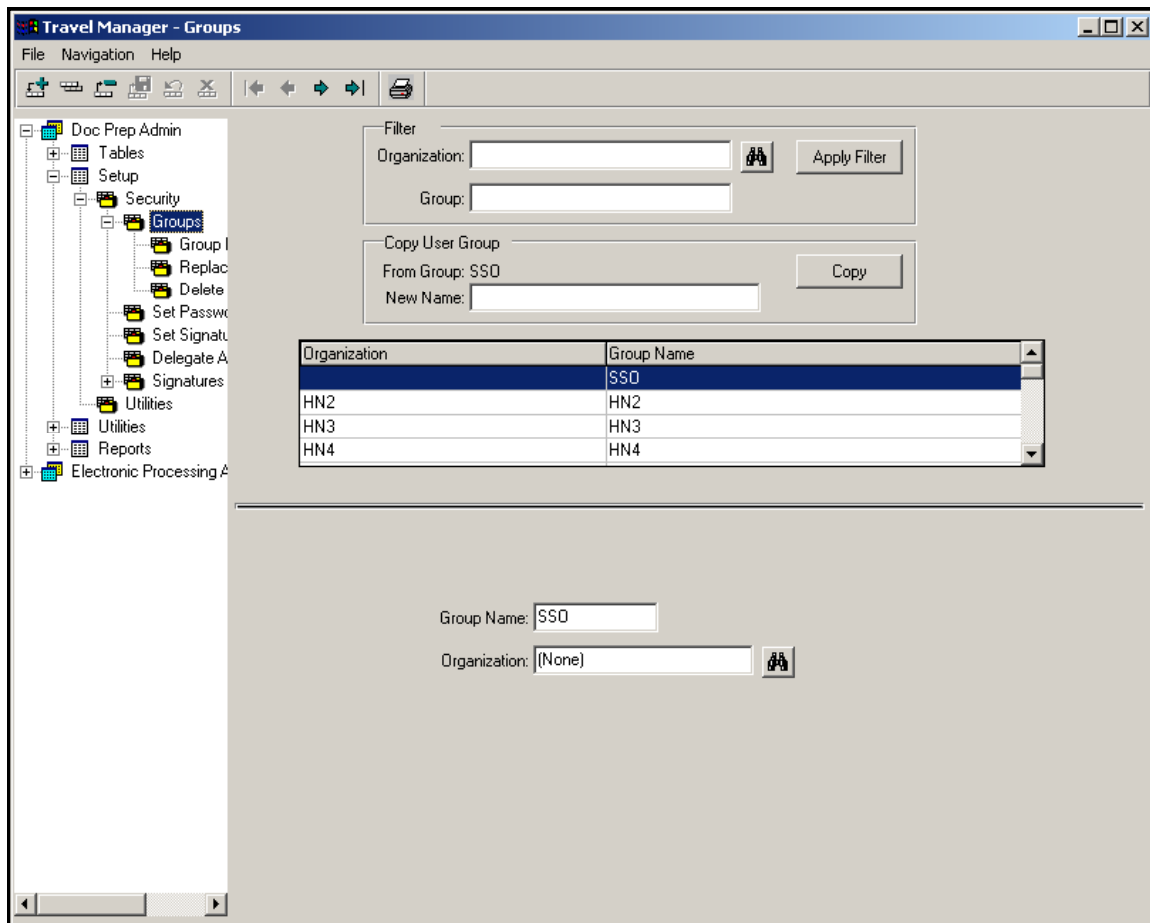 Travel Manager - Groups
File Navigation Help
Doc Prep Admin
Tables
Setup
Security
Groups
Group
Replac
Delete
Set Passwo
Set Signatu
Delegate A
Signatures
Utilities
Utilities
Reports
Electronic Processing A
Filter
Organization:
Apply Filter
Group:
Copy User Group
From Group: SSO
Copy
New Name:
Organization Group Name
SSO
HN2 HN2
HN3 HN3
HN4 HN4
Group Name: SSO
Organization: (None)